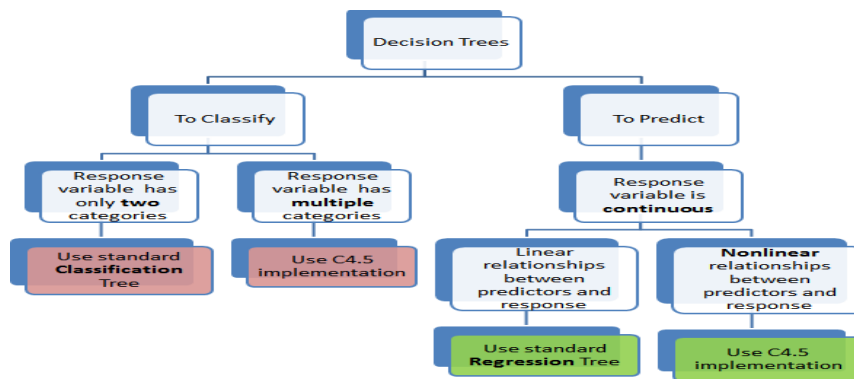 Decision Trees
To Classify
To Predict
Response
variable has
only two
categories
Response
variable has
multiple
categories
Response
variable is
continuous
Use standard
Classification
Tree
Use C4.5
implementation
Linear
relationships
between
predictors and
response
Nonlinear
relationships
between
predictors and
response
Use standard
Regression Tree
Use C4.5
implementation